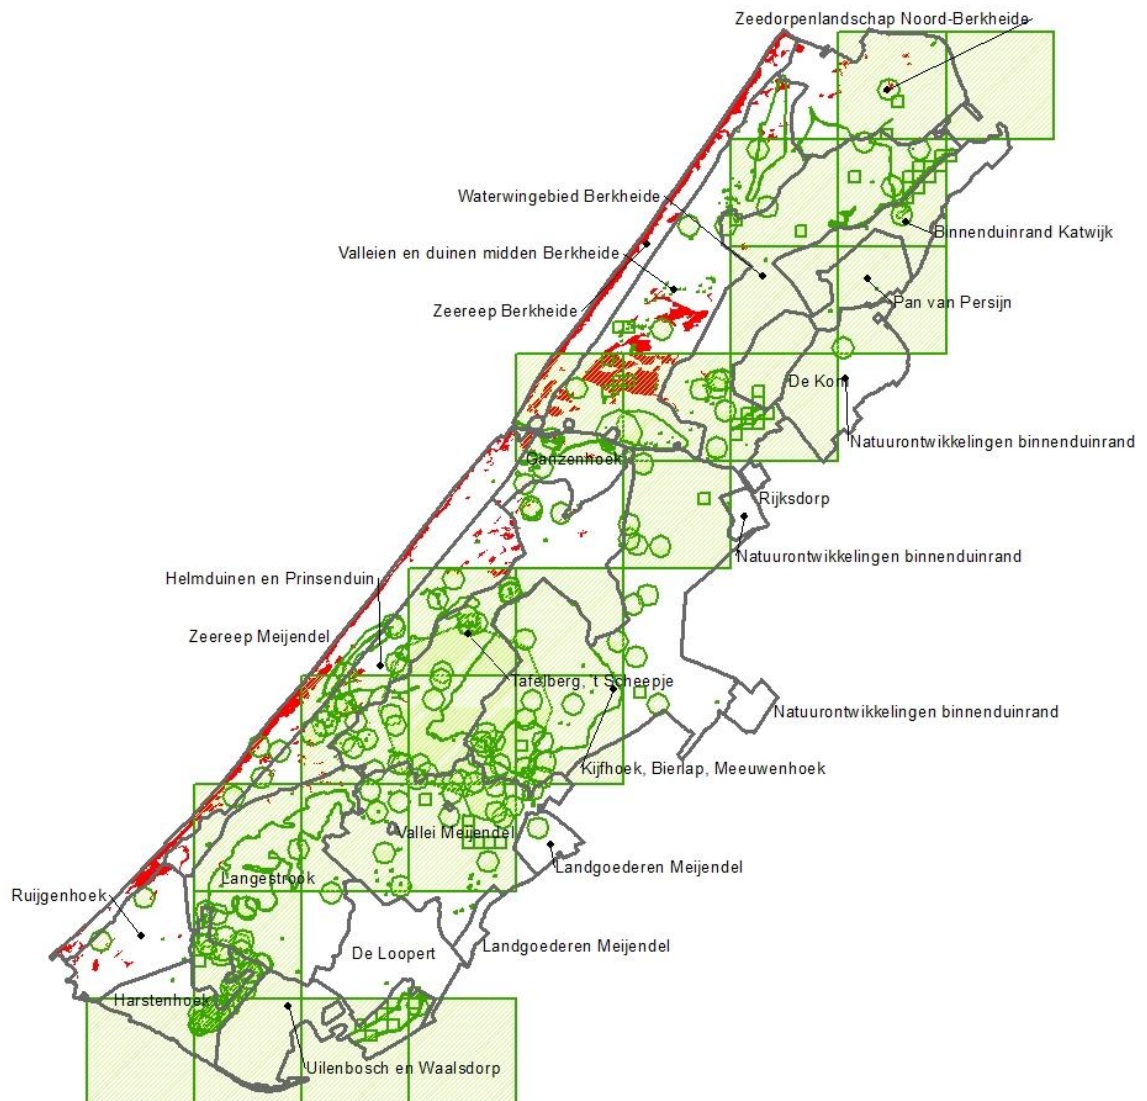 Zeedorpenlandschap Noord-Berkheide
Waterwingebied Berkheide
Binnenduinrand Katwijk
Valleien en duinen midden Berkheide
Pan van Persijn
Zeereep Berkheide
De Kom
Natuurontwikkelingen binnenduinrand
Ganzenhoek
Rijksdorp
Natuurontwikkelingen binnenduinrand
Helmduinen en Prinsenduin
Zeereep Meijendel
Tafelberg, 't Scheepje
Natuurontwikkelingen binnenduinrand
Kijfhoek, Bierlap, Meeuwenhoek
Vallei Meijendel
Landgoederen Meijendel
Langestrook
Ruijgenhoek
Landgoederen Meijendel
De Loopert
Harstenhoek
Uilenbosch en Waalsdorp